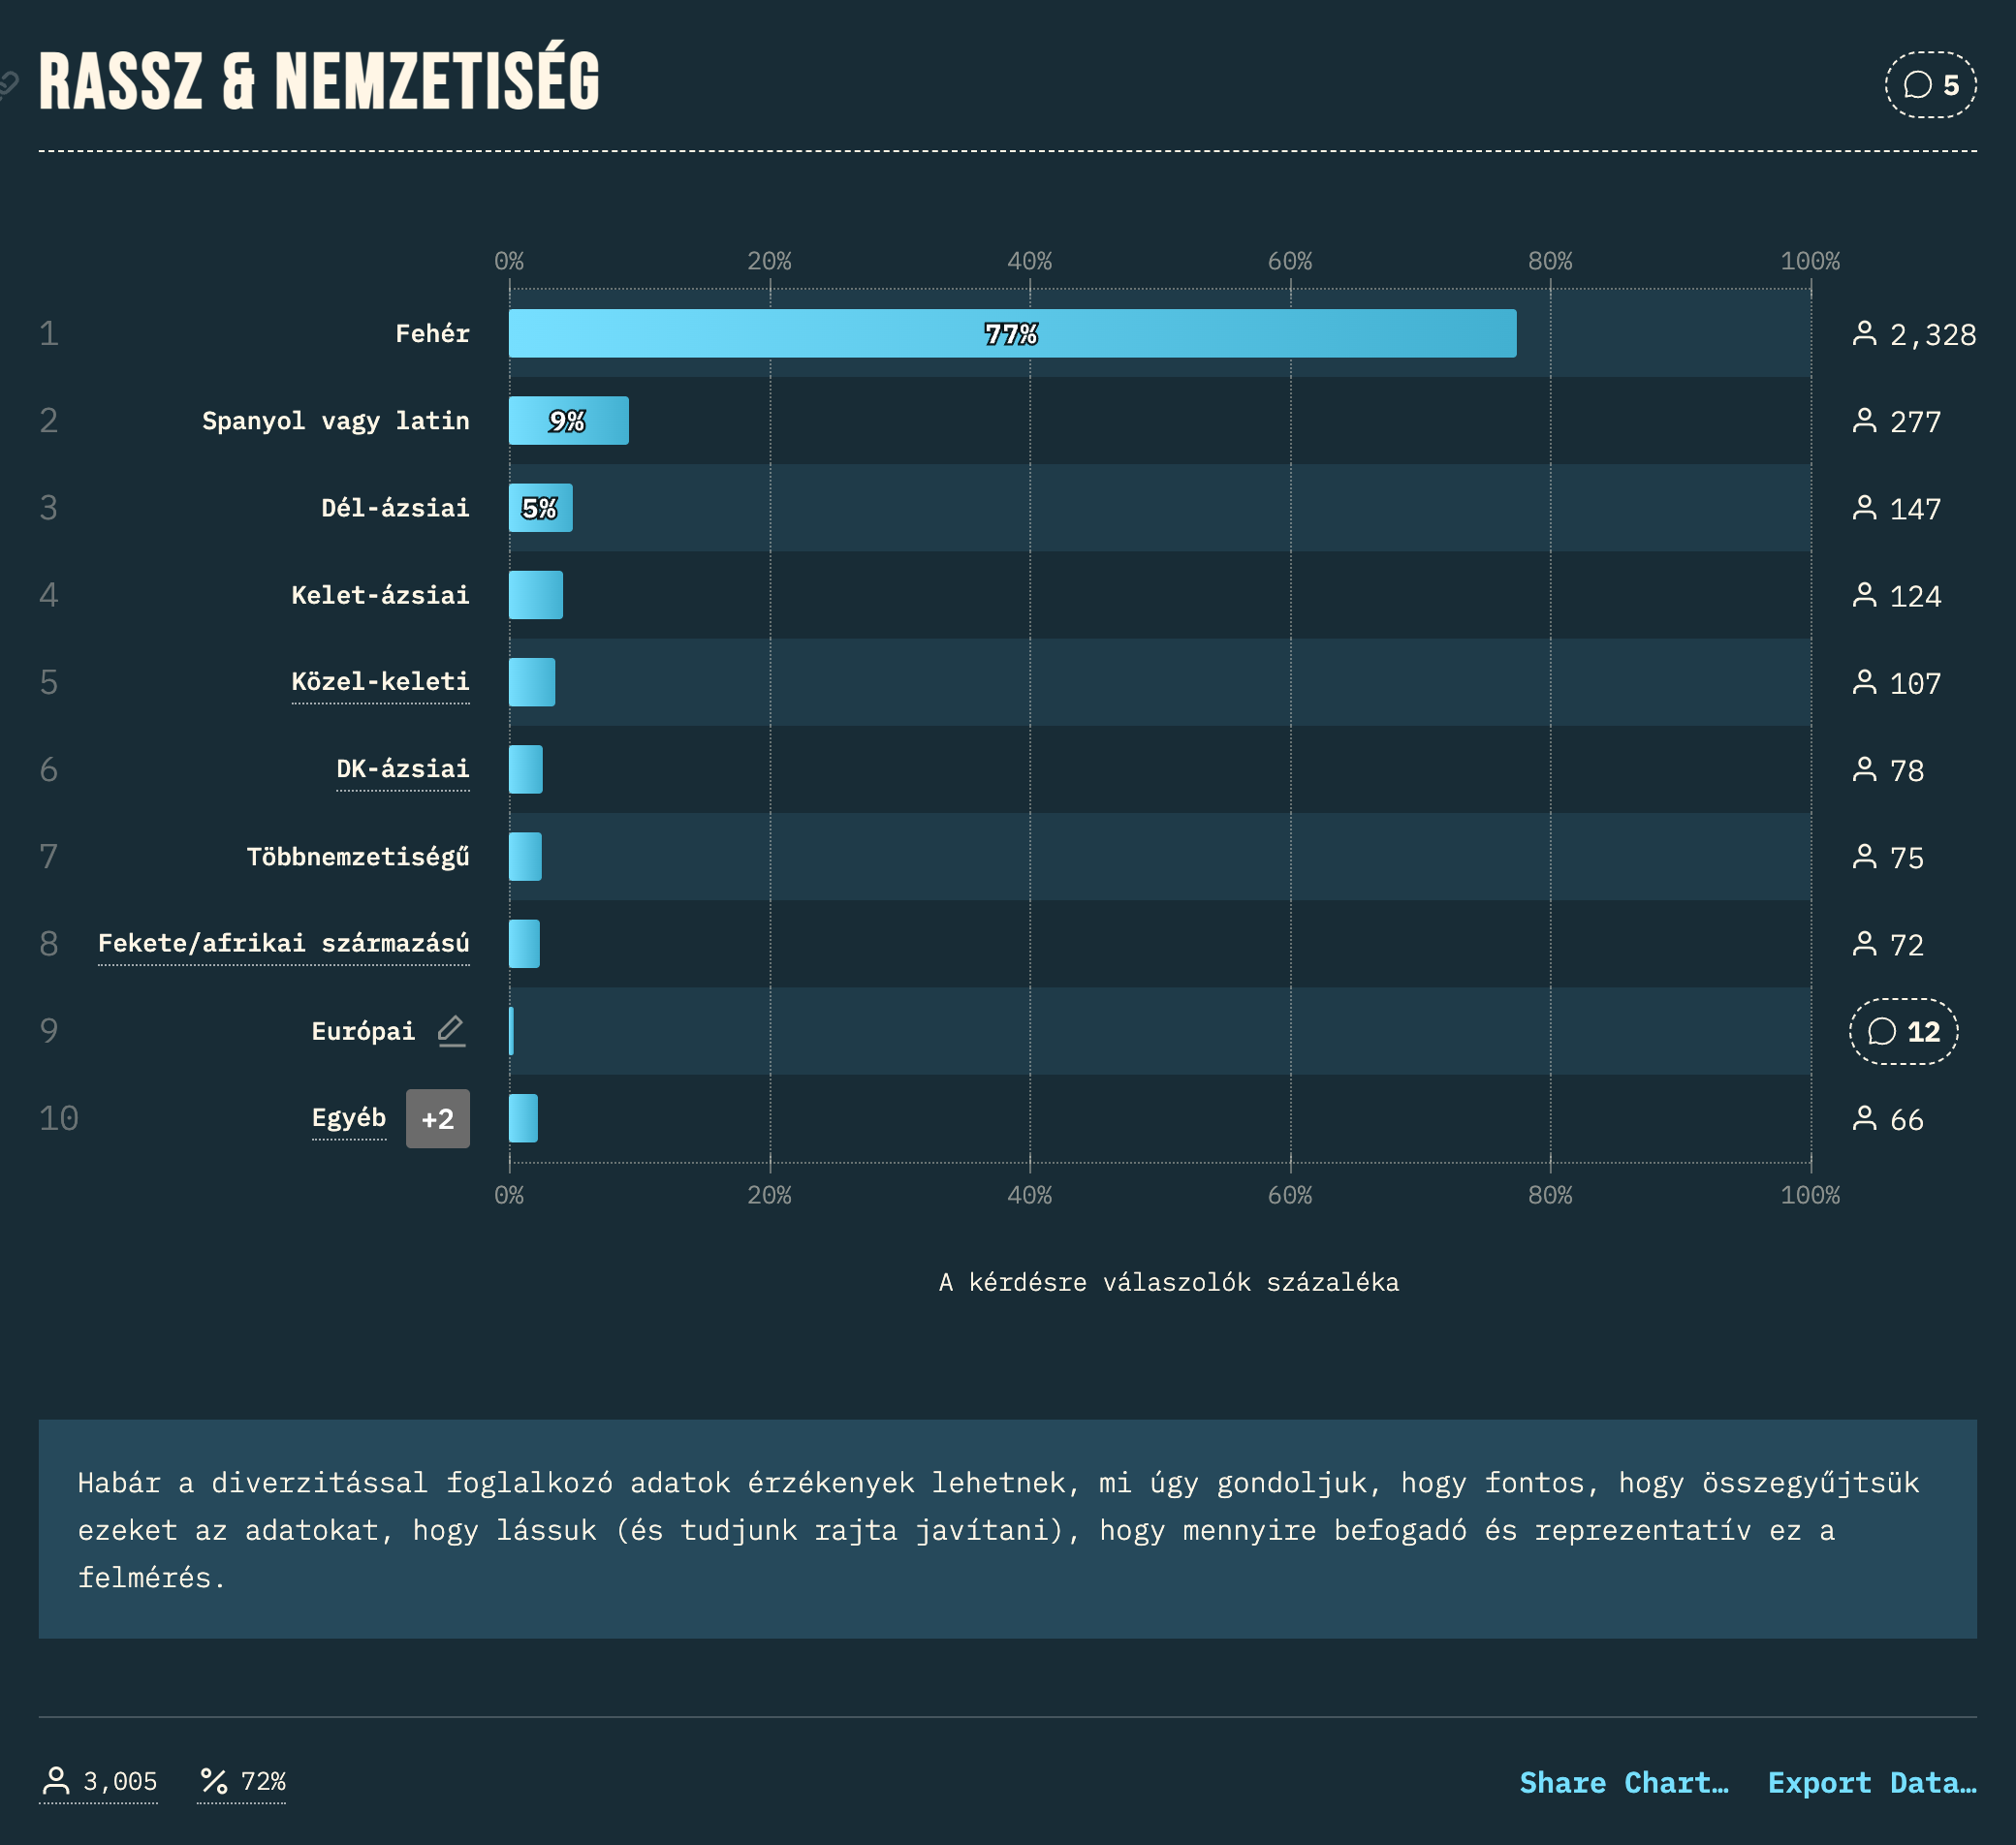 RASSZ & NEMZETISÉG
5
0% 20% 40% 60% 80% 100%
1 Fehér 77% 2,328
2 Spanyol vagy latin 9% 277
3 Dél-ázsiai 5% 147
4 Kelet-ázsiai 124
5 Közel-keleti 107
6 DK-ázsiai 78
7 Többnemzetiségű 75
8 Fekete/afrikai származású 72
9 Európai 12
10 Egyéb +2 66
0% 20% 40% 60% 80% 100%
A kérdésre válaszolók százaléka
Habár a diverzitással foglalkozó adatok érzékenyek lehetnek, mi úgy gondoljuk, hogy fontos, hogy összegyűjtsük
ezeket az adatokat, hogy lássuk (és tudjunk rajta javítani), hogy mennyire befogadó és reprezentatív ez a
felmérés.
3,005 72% Share Chart… Export Data…